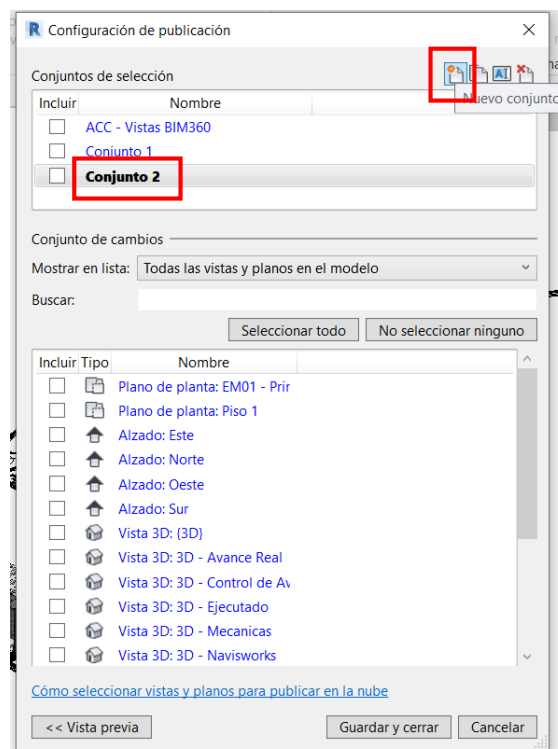 Configuración de publicación
Conjuntos de selección
AI
Nuevo conjunto
Incluir Nombre
ACC - Vistas BIM360
Conjunto 1
Conjunto 2
Conjunto de cambios
Mostrar en lista: Todas las vistas y planos en el modelo
Buscar:
Seleccionar todo No seleccionar ninguno
Incluir Tipo Nombre
Plano de planta: EM01 - Prir
Plano de planta: Piso 1
Alzado: Este
Alzado: Norte
Alzado: Oeste
Alzado: Sur
Vista 3D: {3D}
Vista 3D: 3D - Avance Real
Vista 3D: 3D - Control de Av
Vista 3D: 3D - Ejecutado
Vista 3D: 3D - Mecanicas
Vista 3D: 3D - Navisworks
Cómo seleccionar vistas y planos para publicar en la nube
<< Vista previa Guardar y cerrar Cancelar